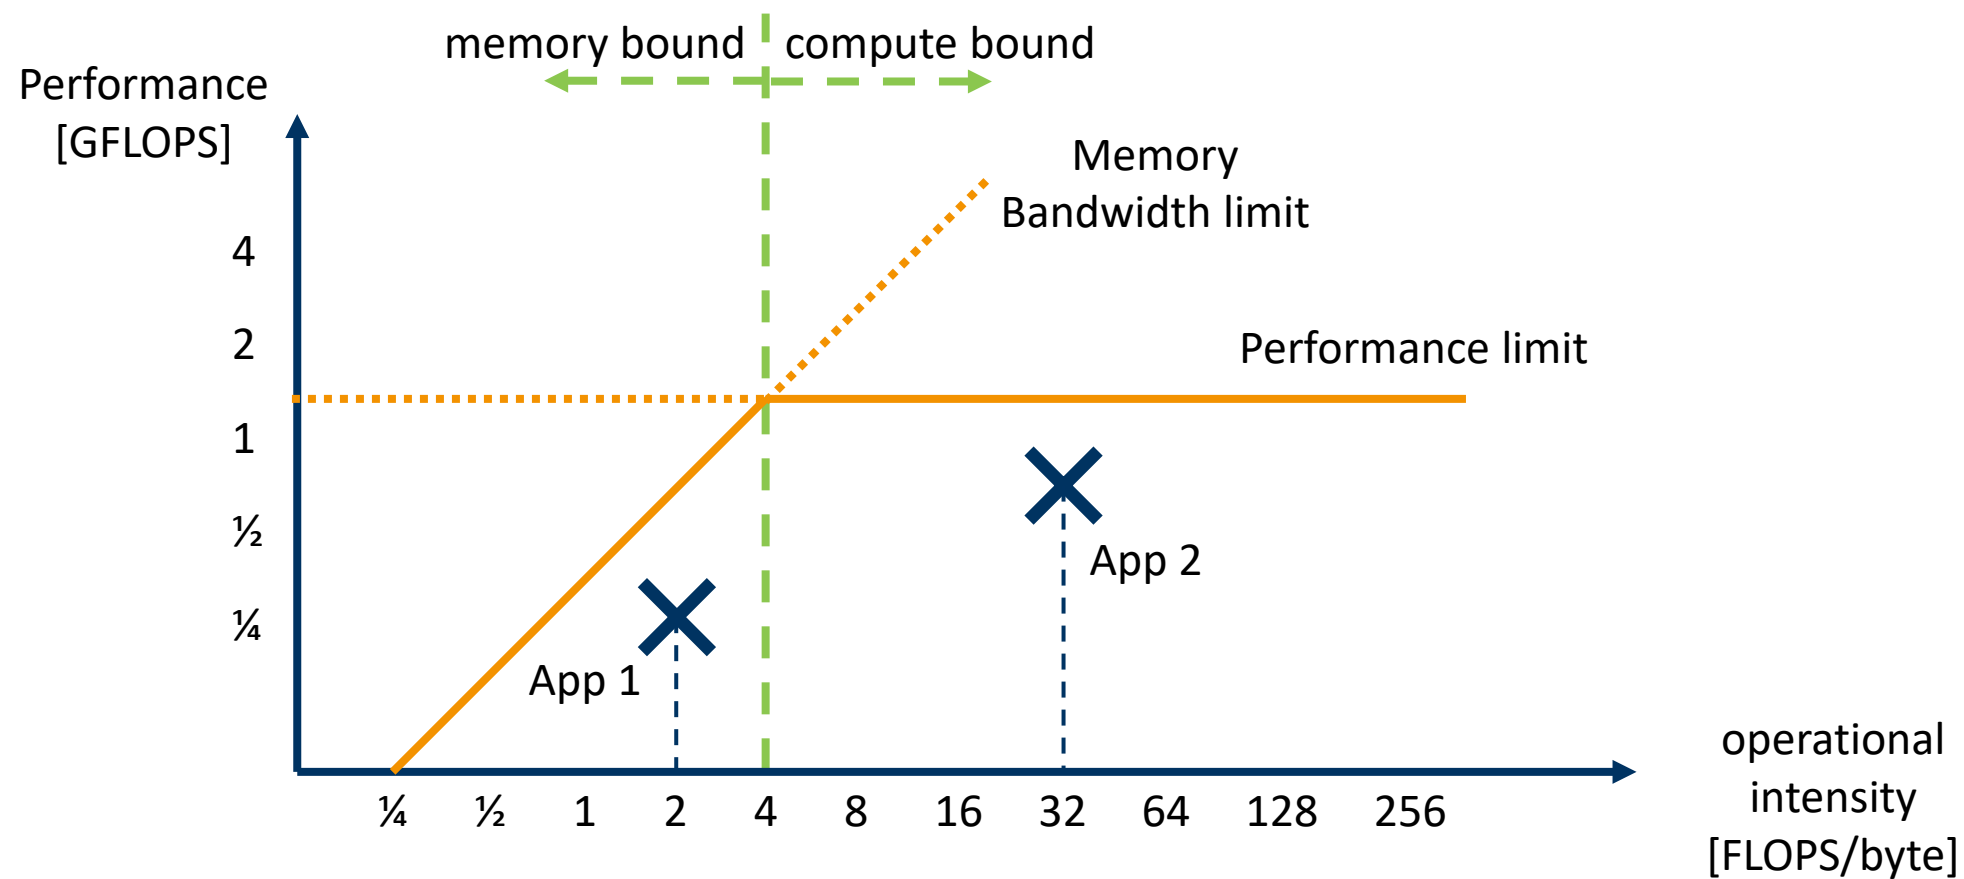 memory bound
compute bound
Performance
[GFLOPS]
Memory
Bandwidth limit
4
2
Performance limit
1
½
App 2
¼
App 1
operational
intensity
[FLOPS/byte]
¼ ½ 1 2 4 8 16 32 64 128 256